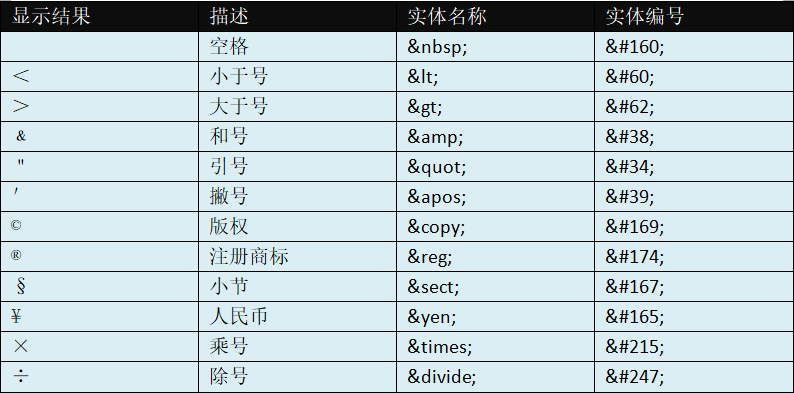 显示结果 描述 实体名称 实体编号
空格 &nbsp; &#160;
＜ 小于号 &lt; &#60;
＞ 大于号 &gt; &#62;
& 和号 &amp; &#38;
" 引号 &quot; &#34;
′ 撇号 &apos; &#39;
© 版权 &copy; &#169;
® 注册商标 &reg; &#174;
§ 小节 &sect; &#167;
¥ 人民币 &yen; &#165;
× 乘号 &times; &#215;
÷ 除号 &divide; &#247;